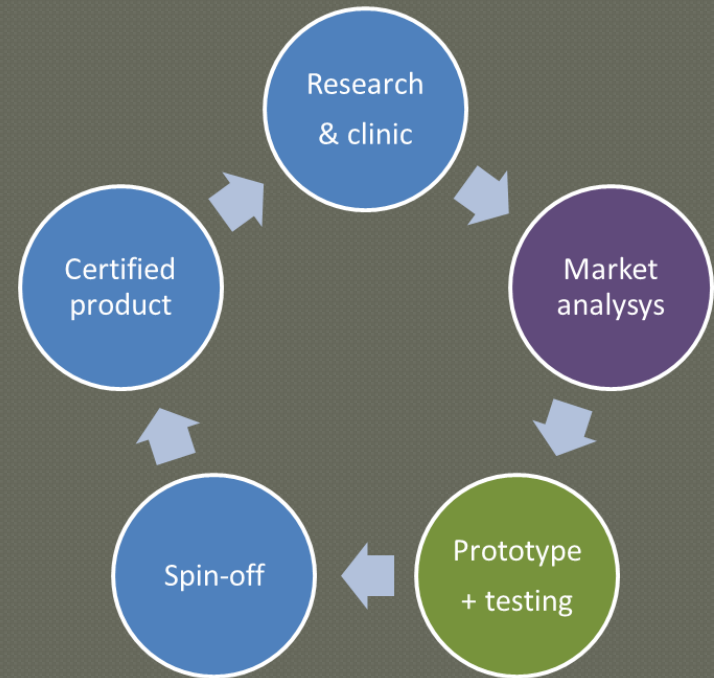 Research
& clinic
Market
analysys
Prototype
+ testing
Spin-off
Certified
product